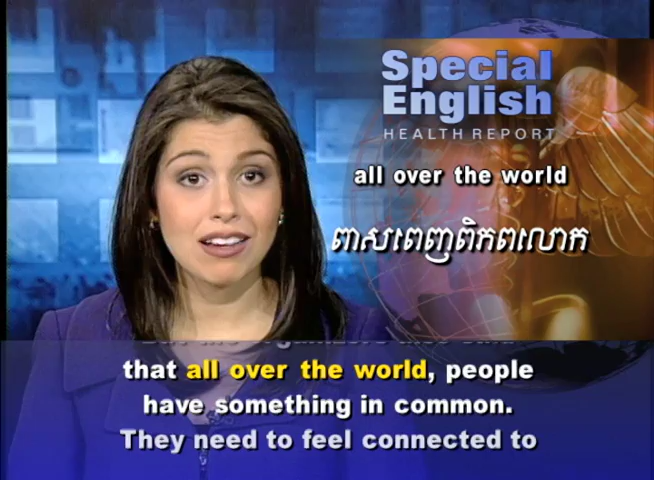 Special
English
HEALTH REPORT
all over the world
ពាសពេញពិភពលោក
that all over the world, people
have something in common.
They need to feel connected to